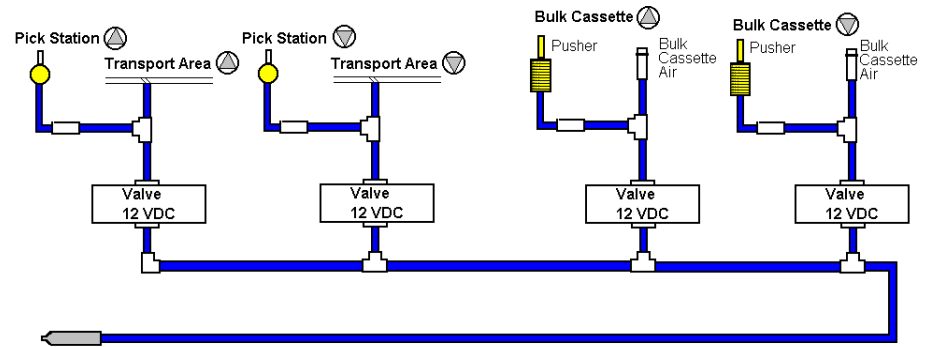 Pick Station
Transport Area
Pick Station
Transport Area
Bulk Cassette
Pusher
Bulk
Cassette
Air
Bulk Cassette
Pusher
Bulk
Cassette
Air
Valve
12 VDC
Valve
12 VDC
Valve
12 VDC
Valve
12 VDC